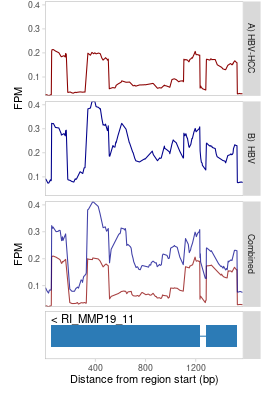 0.4
0.3
0.2
0.1
A) HBV-HCC
FPM
0.4
0.3
0.2
0.1
B) HBV
0.4
0.3
0.2
0.1
FPM
Combined
< RI_MMP19_11
400
800
1200
Distance from region start (bp)